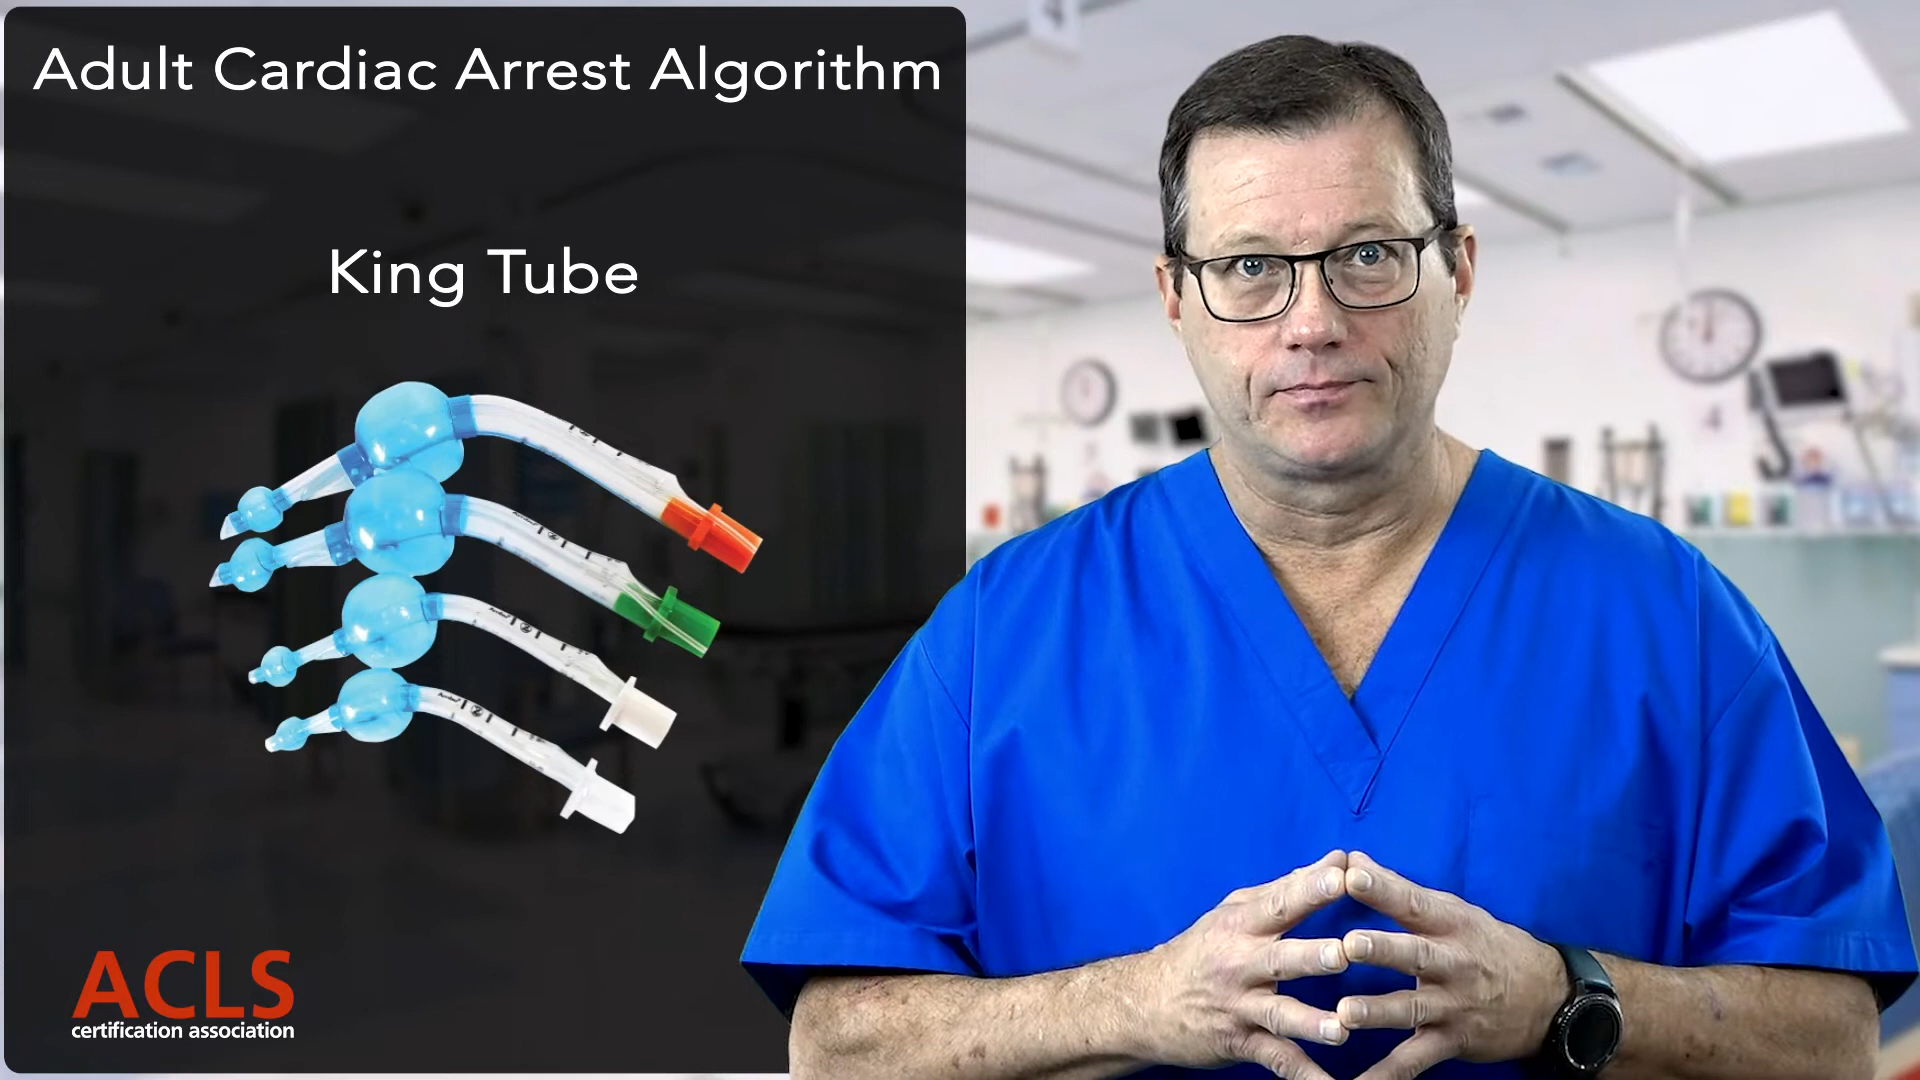 Adult Cardiac Arrest Algorithm
King Tube
ACLS
certification association